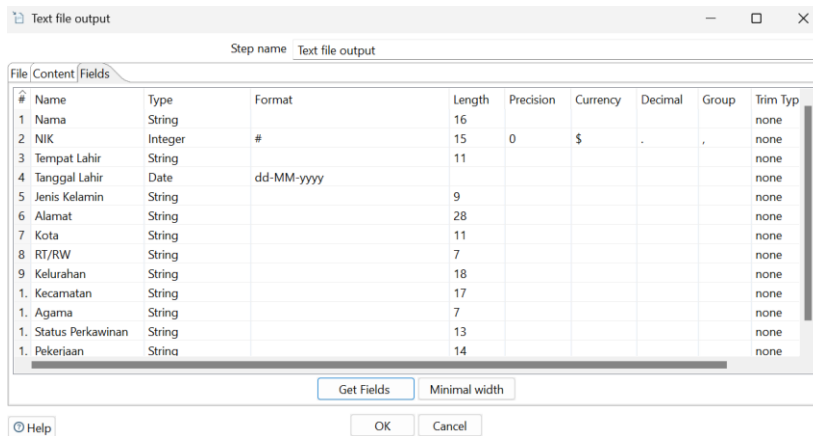 Text file output
Step name Text file output
File Content Fields
# Name Type Format Length Precision Currency Decimal Group Trim Typ
1 Nama String 16 none
2 NIK Integer # 15 0 $ . , none
3 Tempat Lahir String 11 none
4 Tanggal Lahir Date dd-MM-yyyy none
5 Jenis Kelamin String 9 none
6 Alamat String 28 none
7 Kota String 11 none
8 RT/RW String 7 none
9 Kelurahan String 18 none
1. Kecamatan String 17 none
1. Agama String 7 none
1. Status Perkawinan String 13 none
1. Pekerjaan String 14 none
Get Fields Minimal width
Help OK Cancel